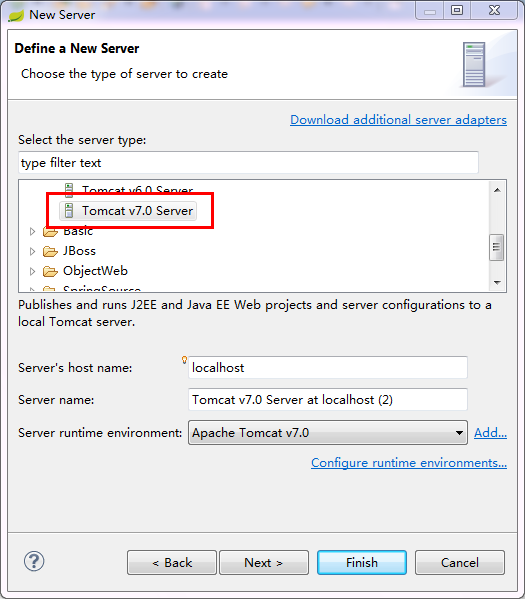 New Server
Define a New Server
Choose the type of server to create
Download additional server adapters
Select the server type:
type filter text
Tomcat v6.0 Server
Tomcat v7.0 Server
Basic
JBoss
ObjectWeb
SpringSource
Publishes and runs J2EE and Java EE Web projects and server configurations to a
local Tomcat server.
Server's host name: localhost
Server name: Tomcat v7.0 Server at localhost (2)
Server runtime environment: Apache Tomcat v7.0 Add...
Configure runtime environments...
? < Back Next > Finish Cancel